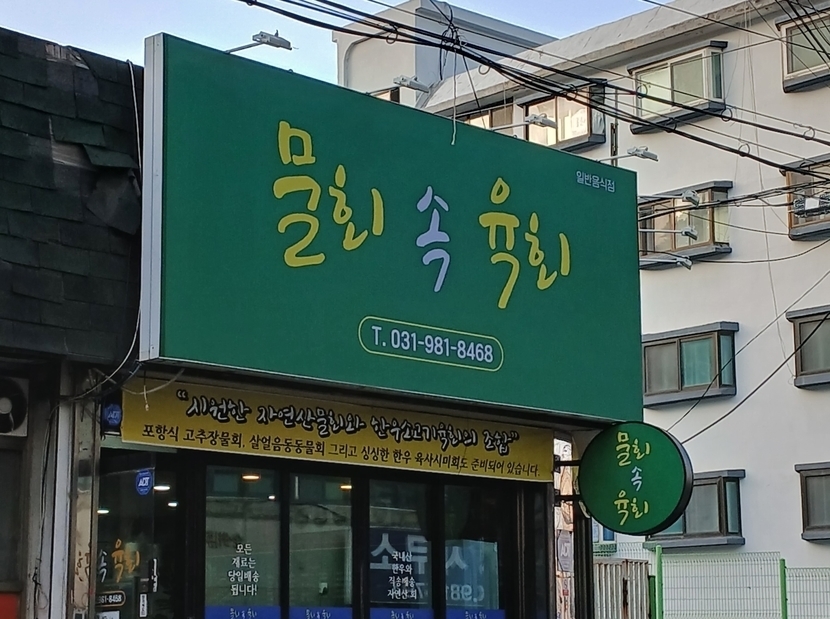 일반음식점
물회 속 육회
T. 031-981-8468
“시원한 자연산물회와 한우소고기육회의 조합”
포항식 고추장물회, 살얼음동동물회 그리고 싱싱한 한우 육사시미회도 준비되어 있습니다.
물회
속
육회
ADT
속 육회
모든
재료는
당일배송
됩니다!
국내산
한우와
직송배송
자연산 회